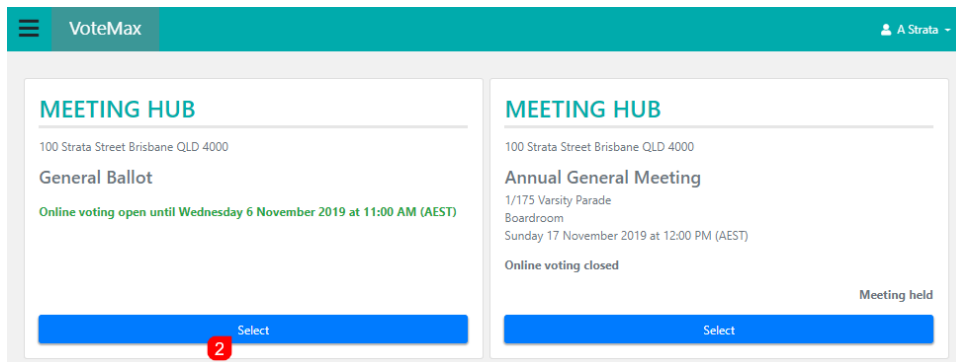 VoteMax
A Strata
MEETING HUB
100 Strata Street Brisbane QLD 4000
General Ballot
Online voting open until Wednesday 6 November 2019 at 11:00 AM (AEST)
Select
2
MEETING HUB
100 Strata Street Brisbane QLD 4000
Annual General Meeting
1/175 Varsity Parade
Boardroom
Sunday 17 November 2019 at 12:00 PM (AEST)
Online voting closed
Meeting held
Select